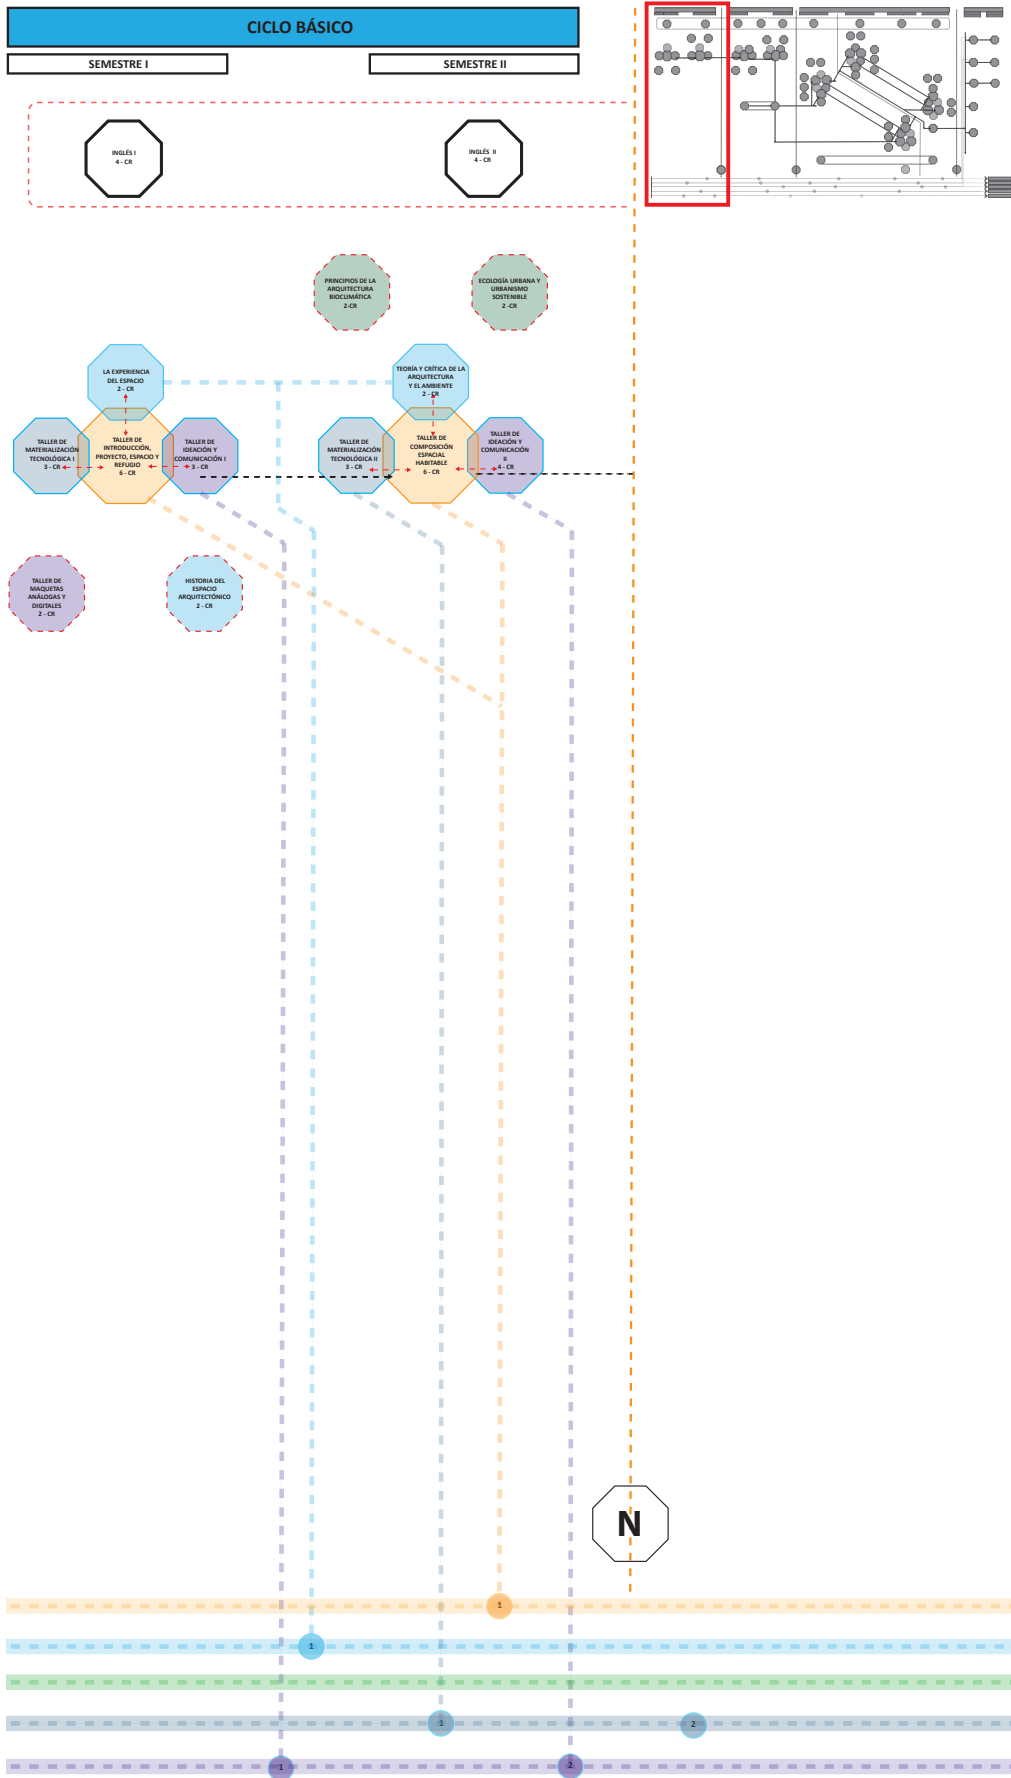 CICLO BÁSICO
SEMESTRE I
SEMESTRE II
INGLÉS I
4 - CR
INGLÉS II
4 - CR
PRINCIPIOS DE LA
ARQUITECTURA
BIOCLIMATICA
2-CR
ECOLOGÍA URBANA Y
URBANISMO
SOSTENIBLE
2 -CR
LA EXPERIENCIA
DEL ESPACIO
2 - CR
TEORÍA Y CRÍTICA DE LA
ARQUITECTURA
Y EL AMBIENTE
2 - CR
TALLER DE
MATERIALIZACIÓN
TECNOLÓGICA I
3 - CR
TALLER DE
INTRODUCCIÓN,
PROYECTO, ESPACIO Y
REFUGIO
6 - CR
TALLER DE
IDEACIÓN Y
COMUNICACIÓN I
3 - CR
TALLER DE
MATERIALIZACIÓN
TECNOLÓGICA II
3 - CR
TALLER DE
COMPOSICIÓN
ESPACIAL
HABITABLE
6 - CR
TALLER DE
IDEACIÓN Y
COMUNICACIÓN
II
4 - CR
TALLER DE
MAQUETAS
ANÁLOGAS Y
DIGITALES
2 - CR
HISTORIA DEL
ESPACIO
ARQUITECTÓNICO
2 - CR
N
1
1
1
2
1
2